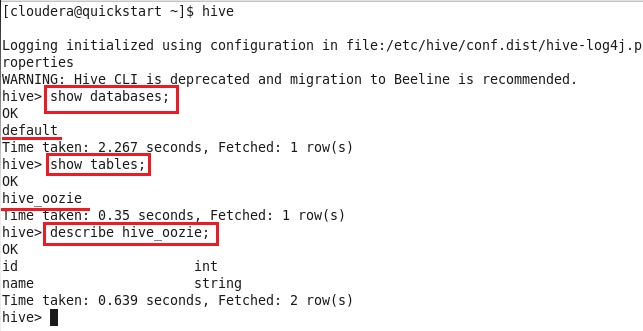 [cloudera@quickstart ~]$ hive
Logging initialized using configuration in file:/etc/hive/conf.dist/hive-log4j.p
roperties
WARNING: Hive CLI is deprecated and migration to Beeline is recommended.
hive> show databases;
OK
default
Time taken: 2.267 seconds, Fetched: 1 row(s)
hive> show tables;
OK
hive_oozie
Time taken: 0.35 seconds, Fetched: 1 row(s)
hive> describe hive_oozie;
OK
id                      int
name                    string
Time taken: 0.639 seconds, Fetched: 2 row(s)
hive>